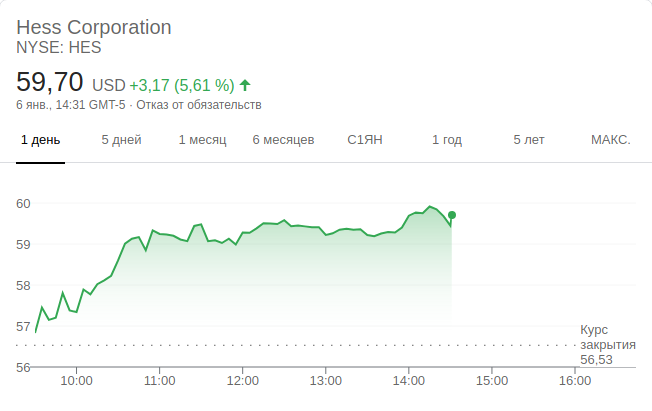 Hess Corporation
NYSE: HES
59,70 USD +3,17 (5,61 %)
6 янв., 14:31 GMT-5 · Отказ от обязательств
1 день 5 дней 1 месяц 6 месяцев С1ЯН 1 год 5 лет МАКС.
60
59
58
57
56
Курс
закрытия
56,53
10:00 11:00 12:00 13:00 14:00 15:00 16:00